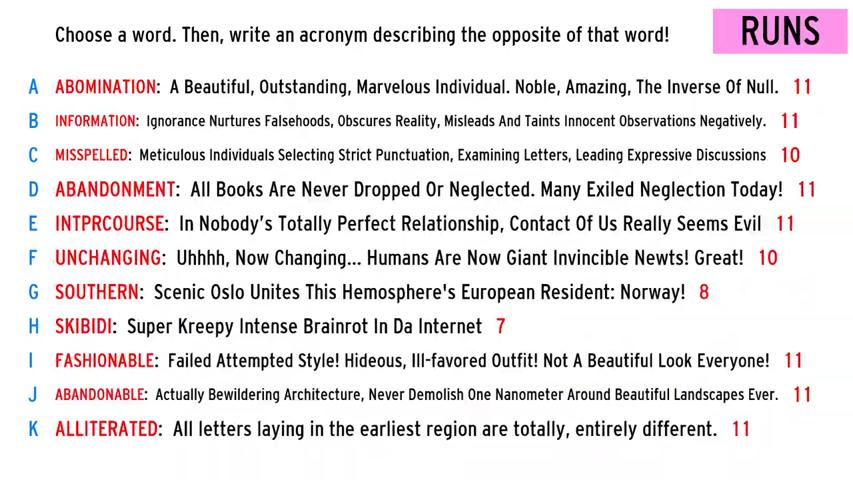 Choose a word. Then, write an acronym describing the opposite of that word! RUNS
A ABOMINATION: A Beautiful, Outstanding, Marvelous Individual. Noble, Amazing, The Inverse Of Null. 11
B INFORMATION: Ignorance Nurtures Falsehoods, Obscures Reality, Misleads And Taints Innocent Observations Negatively. 11
C MISSPELLED: Meticulous Individuals Selecting Strict Punctuation, Examining Letters, Leading Expressive Discussions 10
D ABANDONMENT: All Books Are Never Dropped Or Neglected. Many Exiled Neglection Today! 11
E INTPRCOURSE: In Nobody's Totally Perfect Relationship, Contact Of Us Really Seems Evil 11
F UNCHANGING: Uhhhh, Now Changing... Humans Are Now Giant Invincible Newts! Great! 10
G SOUTHERN: Scenic Oslo Unites This Hemosphere's European Resident: Norway! 8
H SKIBIDI: Super Kreepy Intense Brainrot In Da Internet 7
I FASHIONABLE: Failed Attempted Style! Hideous, Ill-favored Outfit! Not A Beautiful Look Everyone! 11
J ABANDONABLE: Actually Bewildering Architecture, Never Demolish One Nanometer Around Beautiful Landscapes Ever. 11
K ALLITERATED: All letters laying in the earliest region are totally, entirely different. 11